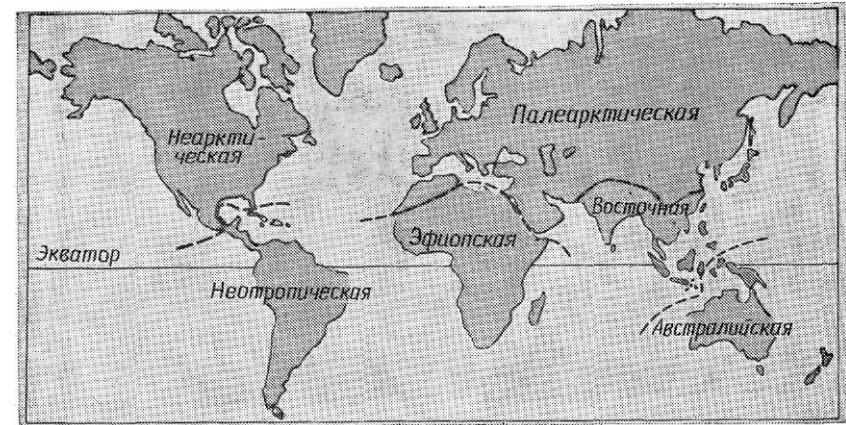 Неаркти-
ческая
Палеарктическая
Восточная
Эфиопская
Экватор
Неотропическая
Австралийская